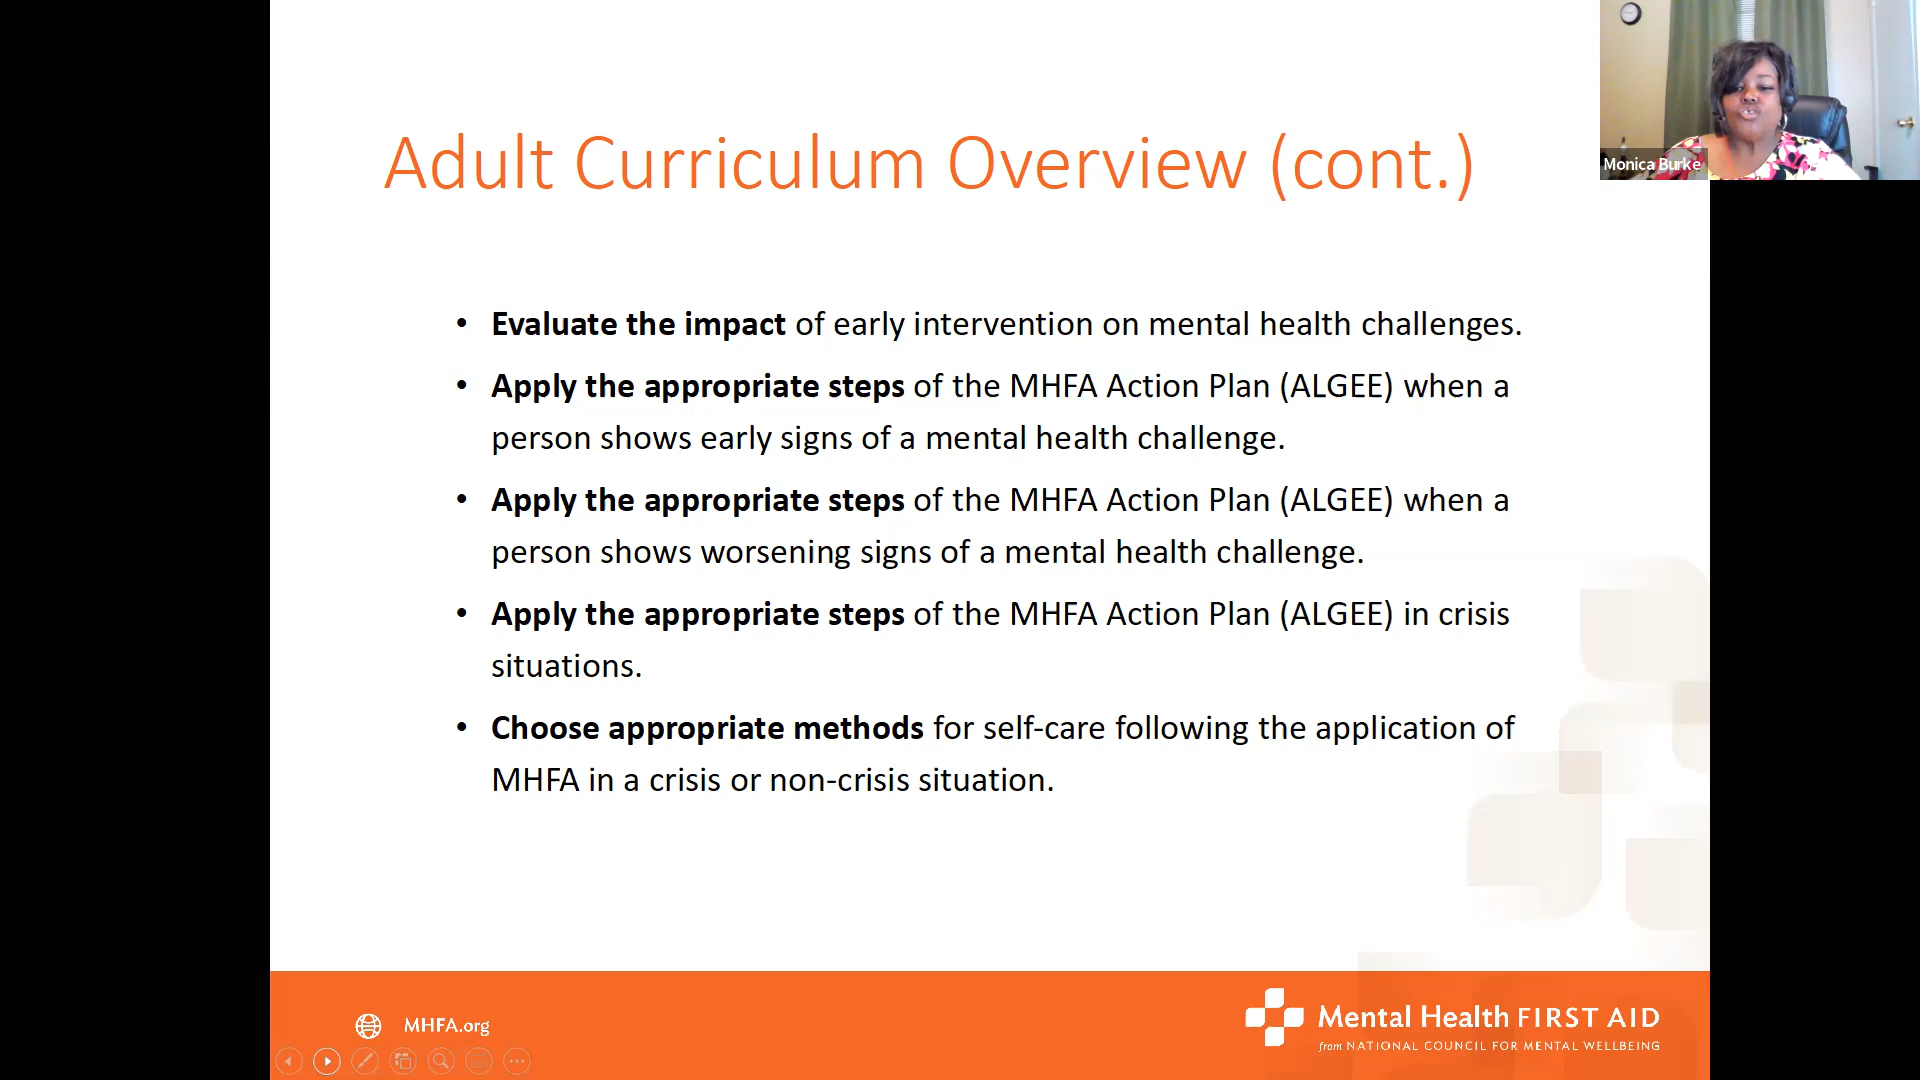 Adult Curriculum Overview (cont.)
Monica Burke
• Evaluate the impact of early intervention on mental health challenges.
• Apply the appropriate steps of the MHFA Action Plan (ALGEE) when a
person shows early signs of a mental health challenge.
• Apply the appropriate steps of the MHFA Action Plan (ALGEE) when a
person shows worsening signs of a mental health challenge.
• Apply the appropriate steps of the MHFA Action Plan (ALGEE) in crisis
situations.
• Choose appropriate methods for self-care following the application of
MHFA in a crisis or non-crisis situation.
MHFA.org
Mental Health FIRST AID
from NATIONAL COUNCIL FOR MENTAL WELLBEING